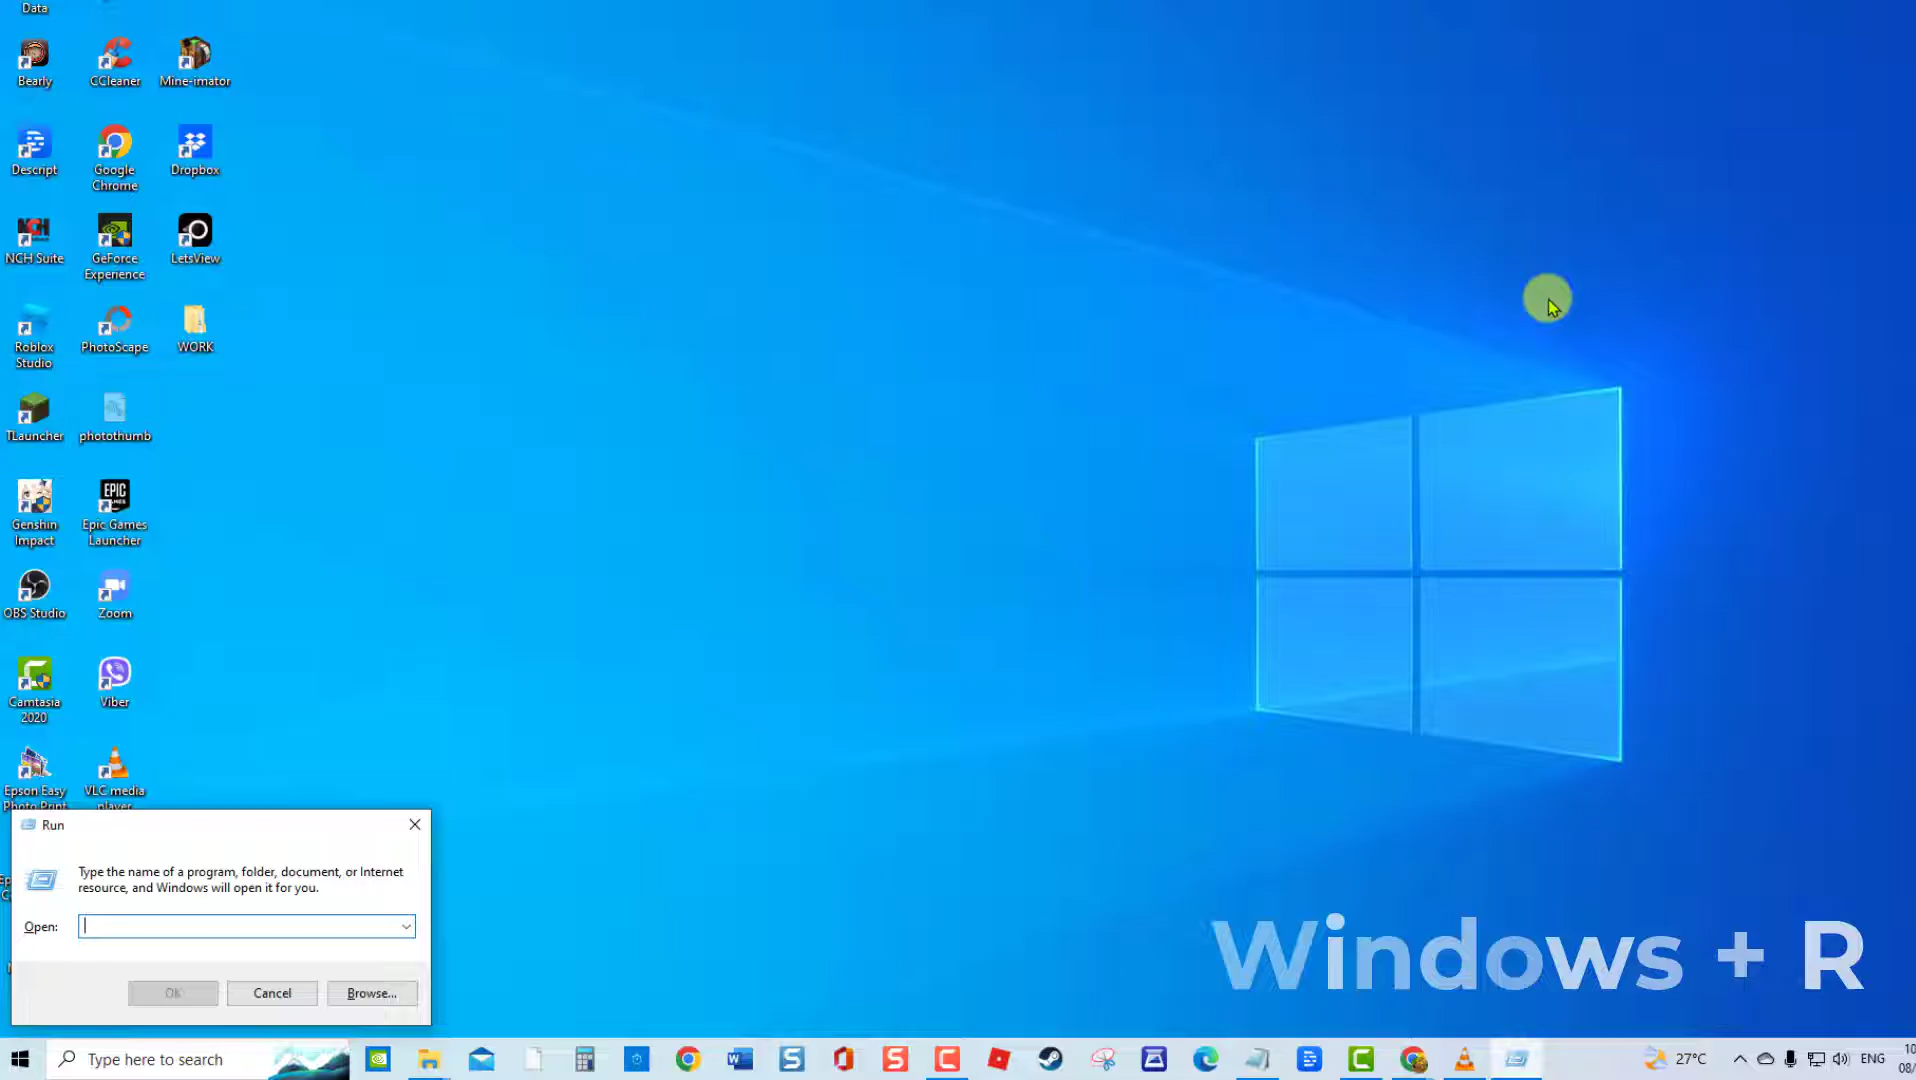 Data
Bearly
CCleaner
Mine-imator
Descript
Google
Chrome
Dropbox
NCH Suite
GeForce
Experience
LetsView
Roblox
Studio
PhotoScape
WORK
TLauncher
photothumb
Genshin
Impact
EPIC
GAMES
Epic Games
Launcher
OBS Studio
Zoom
Camtasia
2020
Viber
Epson Easy
Photo Print
VLC media
player
Run
Type the name of a program, folder, document, or Internet
resource, and Windows will open it for you.
Open:
OK
Cancel
Browse...
Windows + R
Type here to search
27°C
ENG